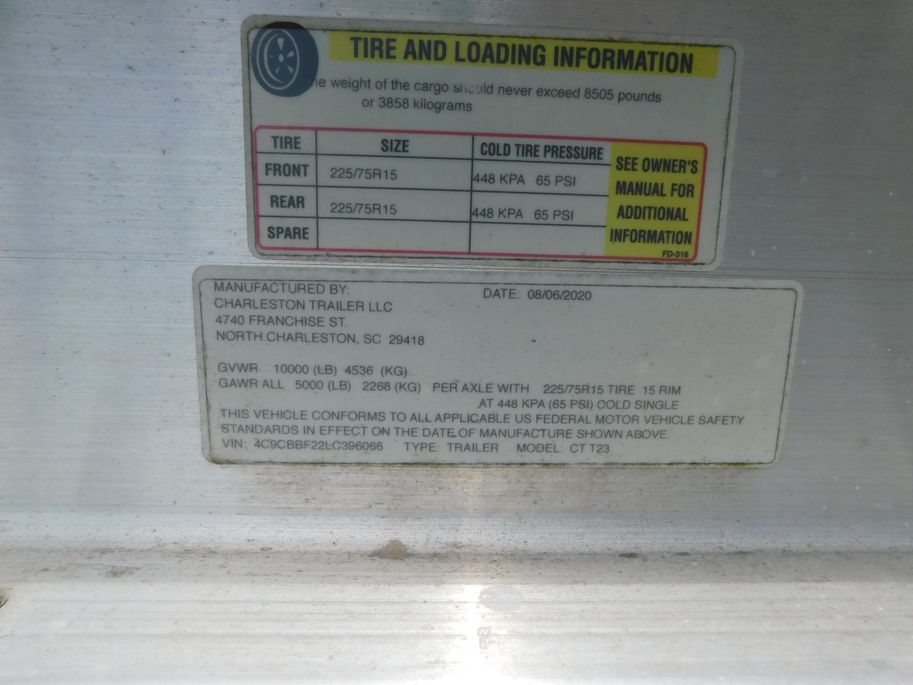 TIRE AND LOADING INFORMATION
he weight of the cargo should never exceed 8505 pounds
or 3858 kilograms
TIRE SIZE COLD TIRE PRESSURE SEE OWNER'S MANUAL FOR ADDITIONAL INFORMATION
FRONT 225/75R15 448 KPA 65 PSI
REAR 225/75R15 448 KPA 65 PSI
SPARE
FD-316
MANUFACTURED BY: DATE: 08/06/2020
CHARLESTON TRAILER LLC
4740 FRANCHISE ST.
NORTH CHARLESTON, SC 29418
GVWR 10000 (LB) 4536 (KG)
GAWR ALL 5000 (LB) 2268 (KG) PER AXLE WITH 225/75R15 TIRE 15 RIM
AT 448 KPA (65 PSI) COLD SINGLE
THIS VEHICLE CONFORMS TO ALL APPLICABLE US FEDERAL MOTOR VEHICLE SAFETY
STANDARDS IN EFFECT ON THE DATE OF MANUFACTURE SHOWN ABOVE.
VIN: 4C9CBBF22LC396066 TYPE: TRAILER MODEL: CT T23